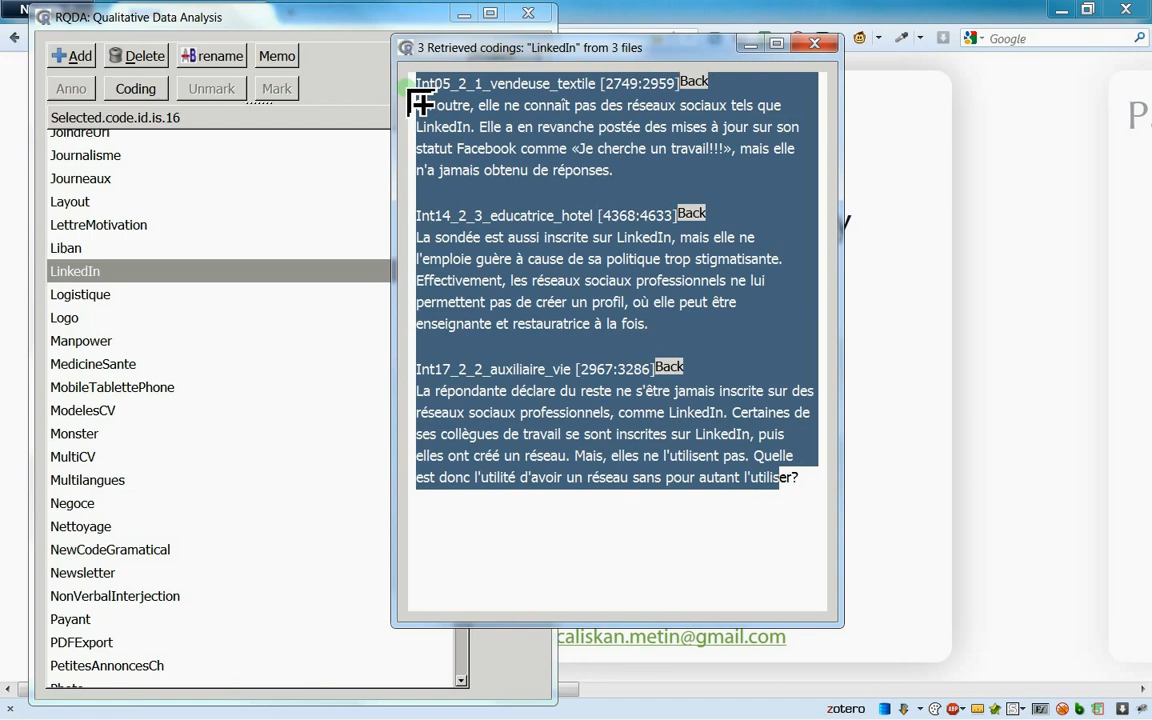 N
RQDA: Qualitative Data Analysis
Add
Delete
rename
Memo
Anno
Coding
Unmark
Mark
Selected.code.id.is.16
JoindreUrl
Journalisme
Journeaux
Layout
LettreMotivation
Liban
LinkedIn
Logistique
Logo
Manpower
MedicineSante
MobileTablettePhone
ModelesCV
Monster
MultiCV
Multilangues
Negoce
Nettoyage
NewCodeGramatical
Newsletter
NonVerbalInterjection
Payant
PDFExport
PetitesAnnoncesCh
3 Retrieved codings: "LinkedIn" from 3 files
Int05_2_1_vendeuse_textile [2749:2959]Back
outre, elle ne connaît pas des réseaux sociaux tels que
LinkedIn. Elle a en revanche postée des mises à jour sur son
statut Facebook comme «Je cherche un travail!!!», mais elle
n'a jamais obtenu de réponses.
Int14_2_3_educatrice_hotel [4368:4633]Back
La sondée est aussi inscrite sur LinkedIn, mais elle ne
l'emploie guère à cause de sa politique trop stigmatisante.
Effectivement, les réseaux sociaux professionnels ne lui
permettent pas de créer un profil, où elle peut être
enseignante et restauratrice à la fois.
Int17_2_2_auxiliaire_vie [2967:3286]Back
La répondante déclare du reste ne s'être jamais inscrite sur des
réseaux sociaux professionnels, comme LinkedIn. Certaines de
ses collègues de travail se sont inscrites sur LinkedIn, puis
elles ont créé un réseau. Mais, elles ne l'utilisent pas. Quelle
est donc l'utilité d'avoir un réseau sans pour autant l'utiliser?
Google
P
y
caliskan.metin@gmail.com
zotero